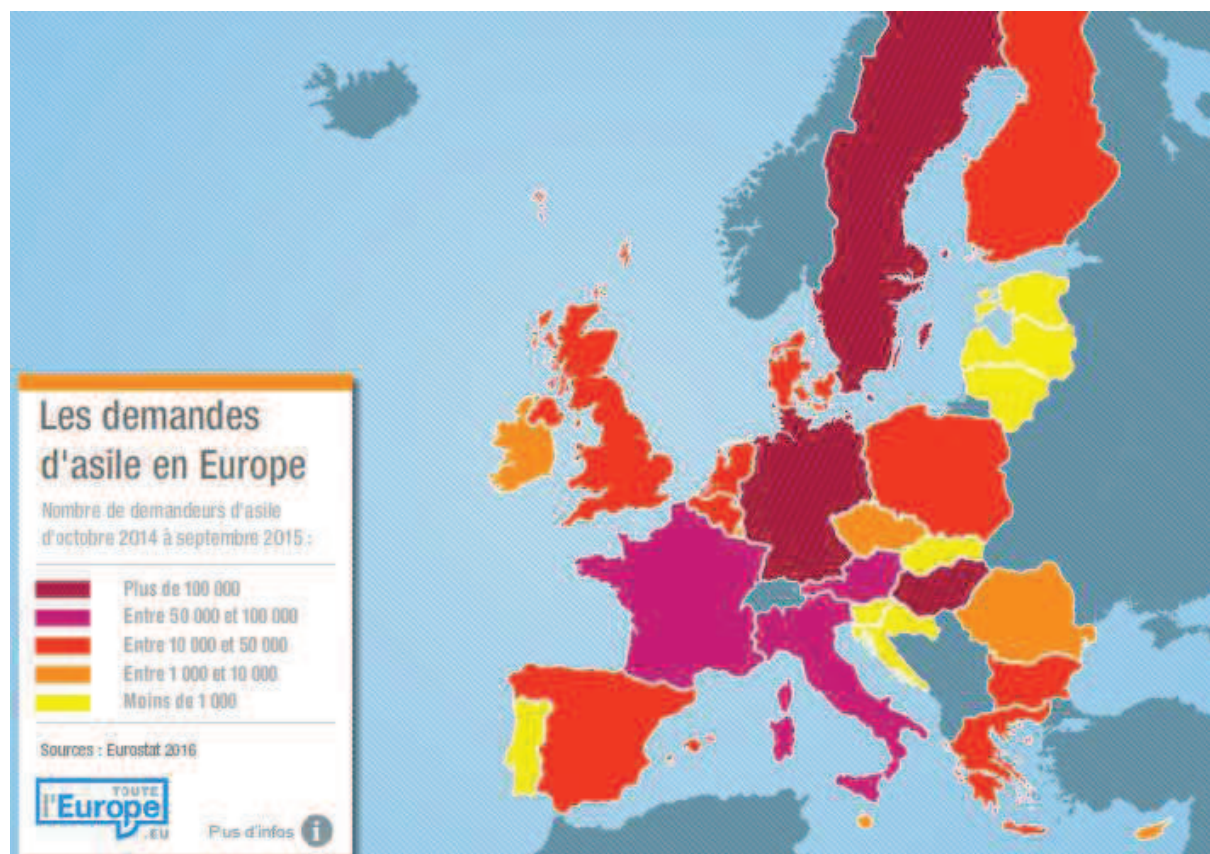 Les demandes
d'asile en Europe
Nombre de demandeurs d'asile
d'octobre 2014 à septembre 2015 :
Plus de 100 000
Entre 50 000 et 100 000
Entre 10 000 et 50 000
Entre 1 000 et 10 000
Moins de 1 000
Sources : Eurostat 2016
TOUTE
l'Europe
.EU
Plus d'infos i